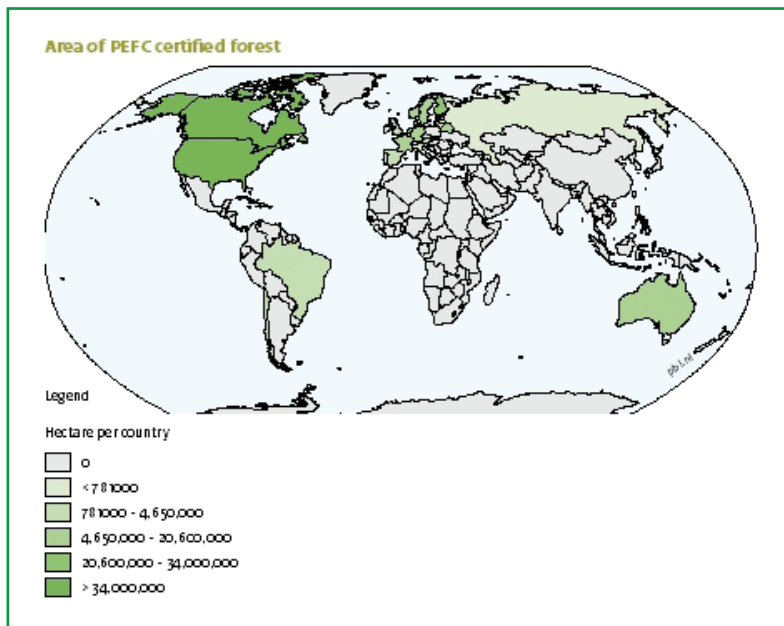 Area of PEFC certified forest
pb l.nl
Legend
Hectare per country
0
< 781000
781000 - 4,650,000
4,650,000 - 20,600,000
20,600,000 - 34,000,000
> 34,000,000